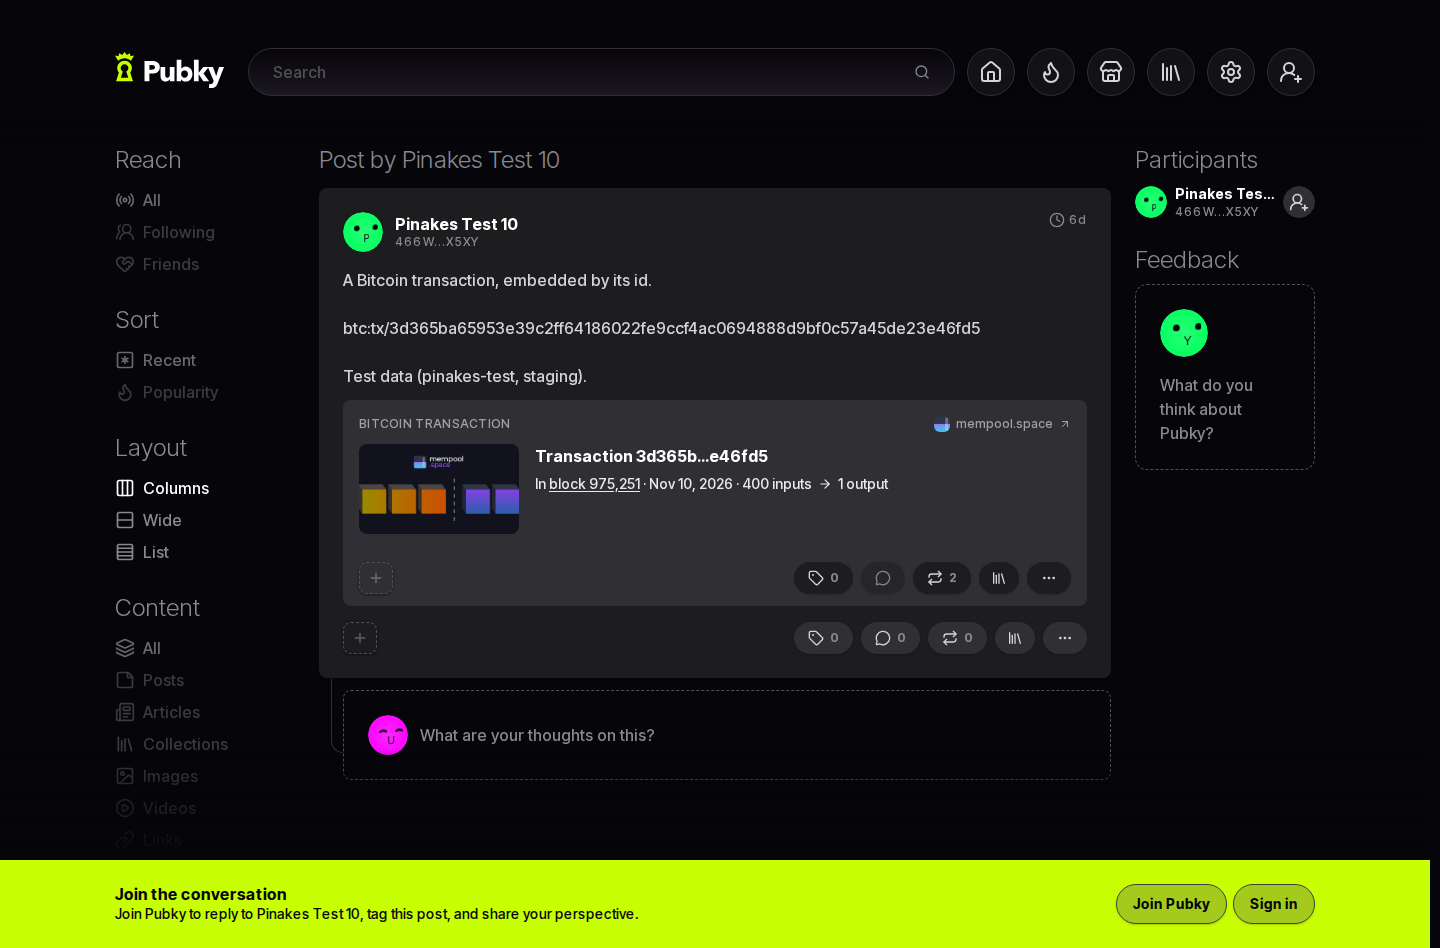 Pubky
Search
Reach
All
Following
Friends
Sort
Recent
Popularity
Layout
Columns
Wide
List
Content
All
Posts
Articles
Collections
Images
Videos
Links
Post by Pinakes Test 10
P
Pinakes Test 10
466W...X5XY
6d
A Bitcoin transaction, embedded by its id.
btc:tx/3d365ba65953e39c2ff64186022fe9ccf4ac0694888d9bf0c57a45de23e46fd5
Test data (pinakes-test, staging).
BITCOIN TRANSACTION
mempool.space
mempool
.space
Transaction 3d365b...e46fd5
In block 975,251 · Nov 10, 2026 · 400 inputs → 1 output
0
2
0
0
0
U
What are your thoughts on this?
Participants
P
Pinakes Tes...
466W...X5XY
Feedback
Y
What do you
think about
Pubky?
Join the conversation
Join Pubky to reply to Pinakes Test 10, tag this post, and share your perspective.
Join Pubky
Sign in